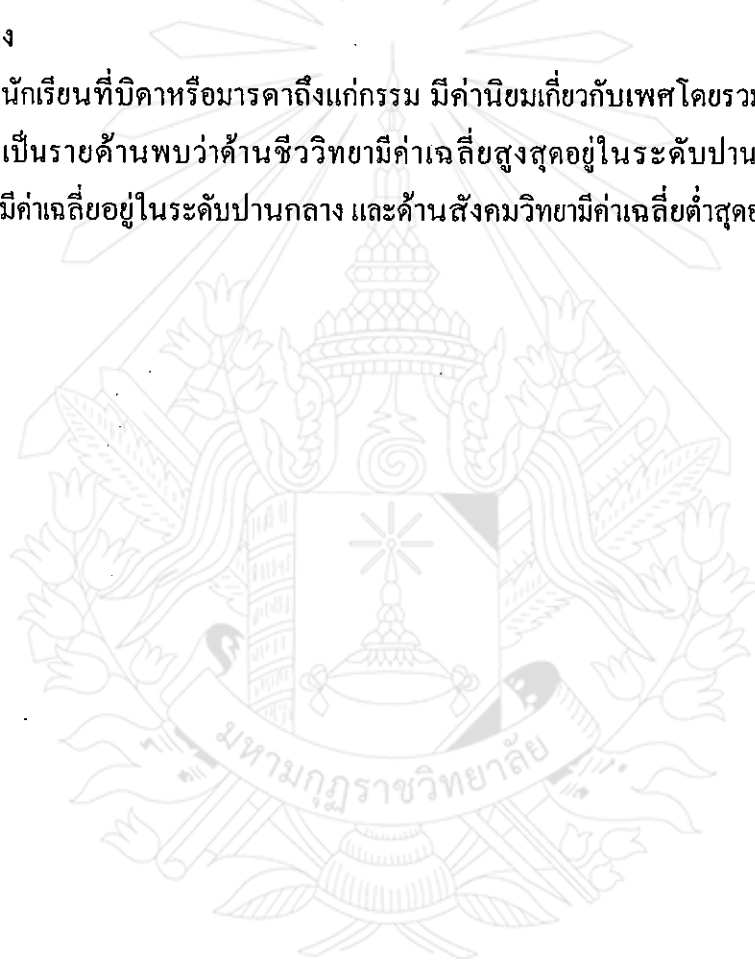 ง
นักเรียนที่บิดาหรือมารดาถึงแก่กรรม มีค่านิยมเกี่ยวกับเพศโดยรวม
เป็นรายด้านพบว่าด้านชีววิทยามีค่าเฉลี่ยสูงสุดอยู่ในระดับปาน
มีค่าเฉลี่ยอยู่ในระดับปานกลาง และด้านสังคมวิทยามีค่าเฉลี่ยต่ำสุด
มหามกุฏราชวิทยาลัย